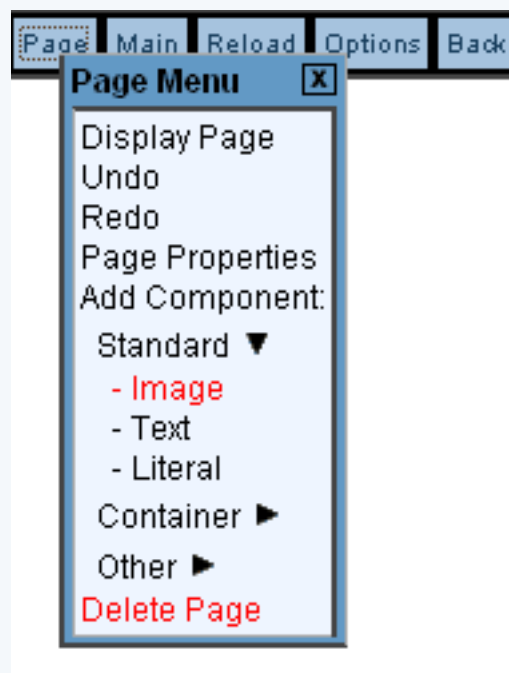 Page Main Reload Options Back
Page Menu X
Display Page
Undo
Redo
Page Properties
Add Component:
Standard ▼
- Image
- Text
- Literal
Container ►
Other ►
Delete Page